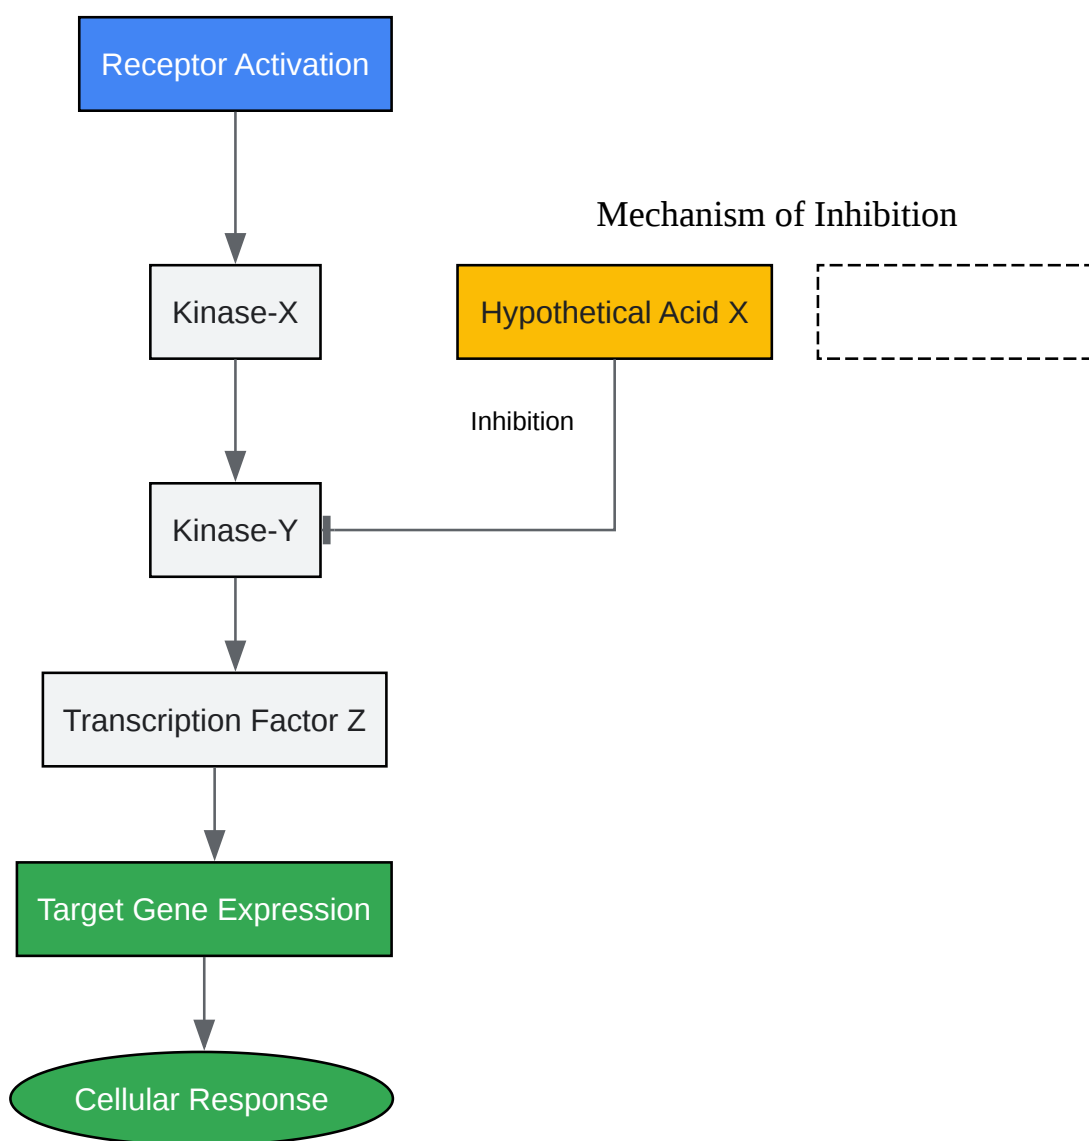 Receptor Activation
Mechanism of Inhibition
Kinase-X
Hypothetical Acid X
Inhibition
Kinase-Y
Transcription Factor Z
Target Gene Expression
Cellular Response